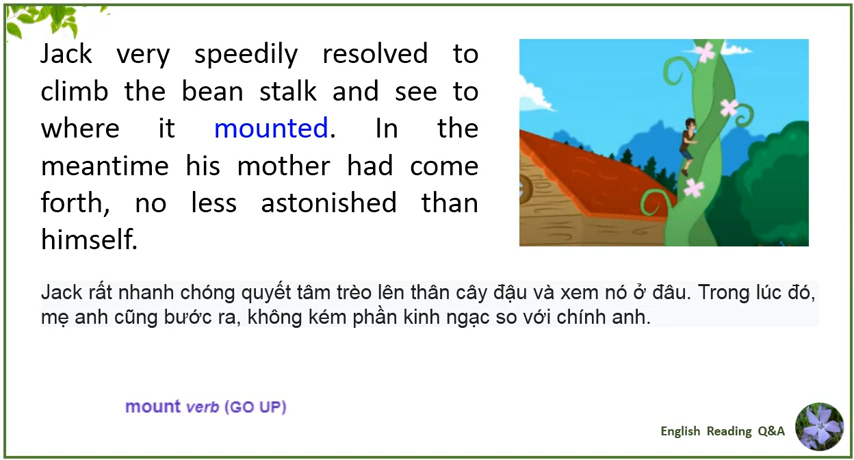 Jack very speedily resolved to
climb the bean stalk and see to
where it mounted. In the
meantime his mother had come
forth, no less astonished than
himself.
Jack rất nhanh chóng quyết tâm trèo lên thân cây đậu và xem nó ở đâu. Trong lúc đó,
mẹ anh cũng bước ra, không kém phần kinh ngạc so với chính anh.
mount verb (GO UP)
English Reading Q&A